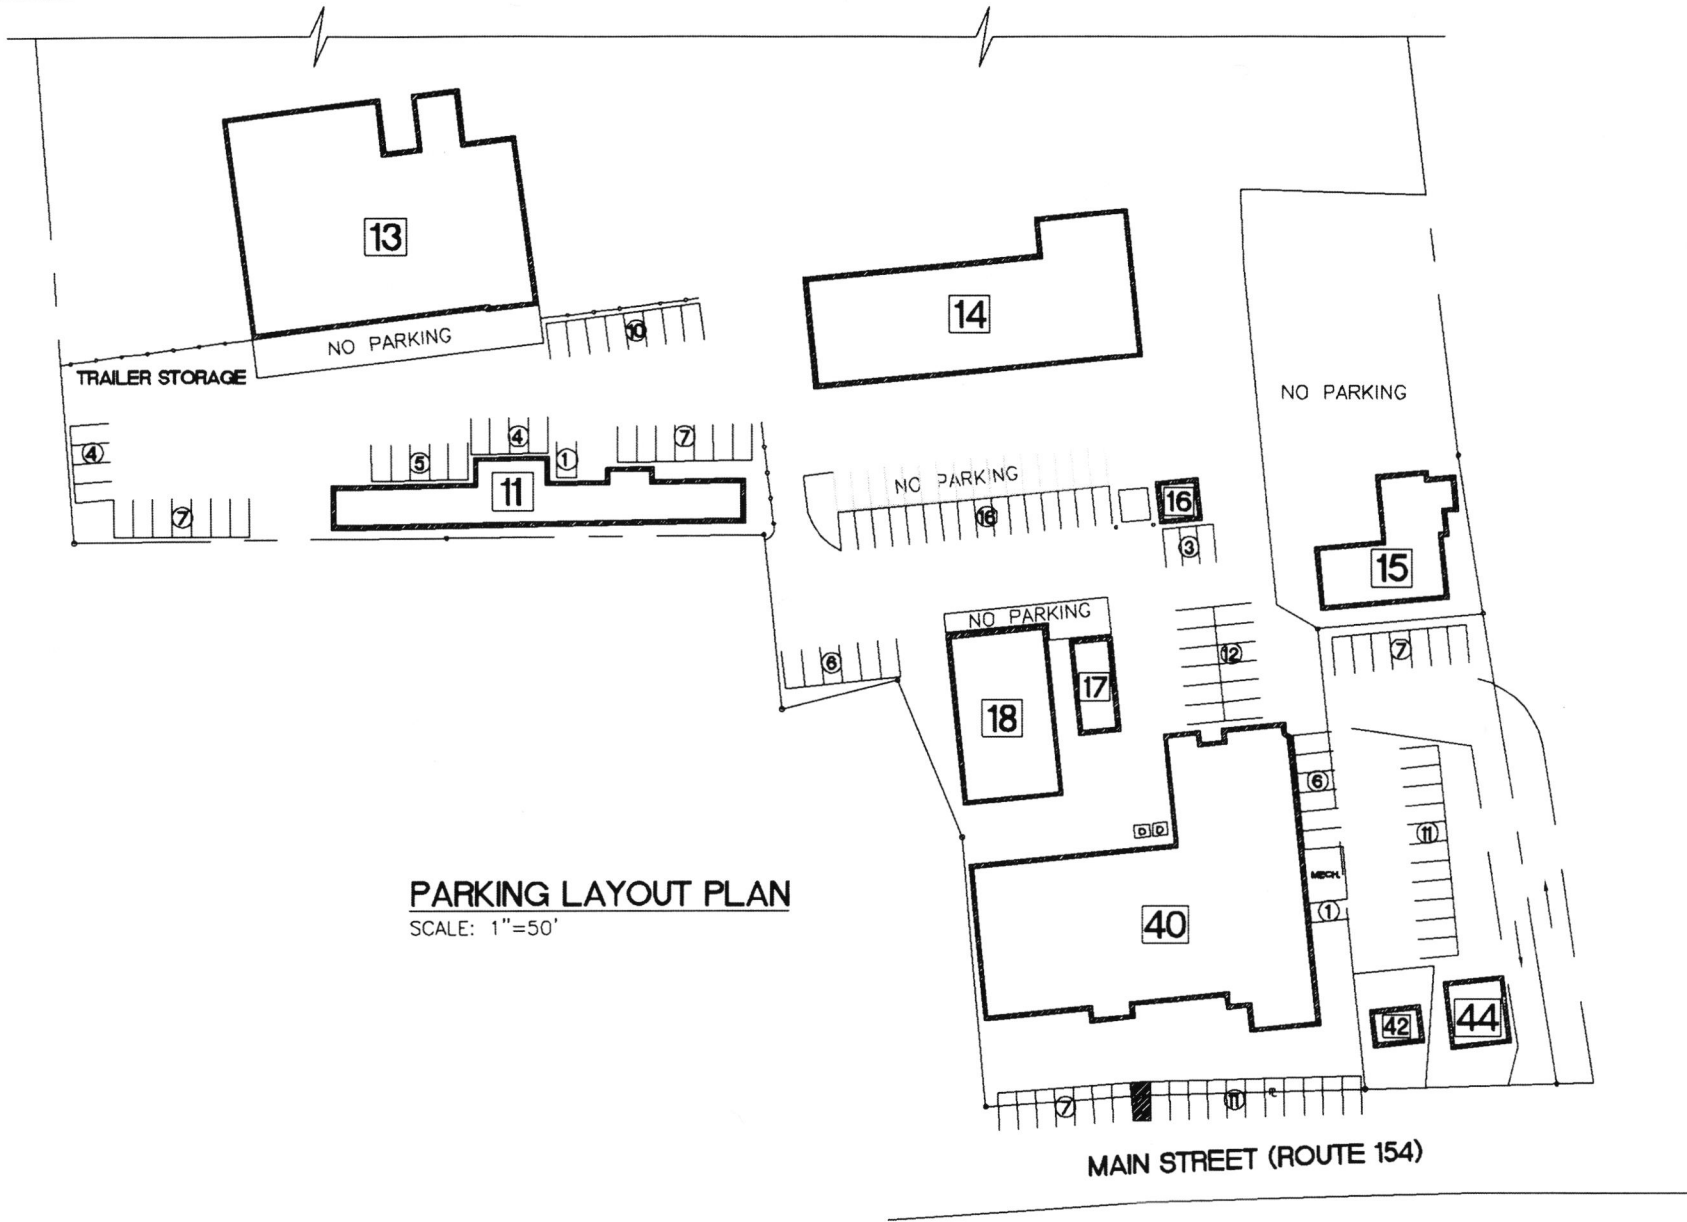 13
NO PARKING
10
TRAILER STORAGE
14
NO PARKING
4
7
5
4
1
7
11
NO PARKING
16
16
3
15
NO PARKING
6
18
17
12
7
6
11
D D
MECH.
1
40
42
44
PARKING LAYOUT PLAN
SCALE: 1"=50'
7
11
MAIN STREET (ROUTE 154)